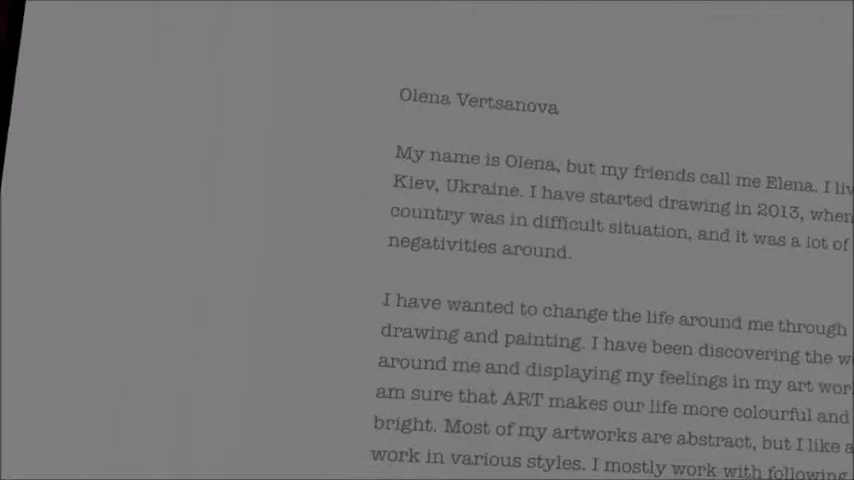 Olena Vertsanova
My name is Olena, but my friends call me Elena. I
Kiev, Ukraine. I have started drawing in 2013, when
country was in difficult situation, and it was a lot of
negativities around.
I have wanted to change the life around me through
drawing and painting. I have been discovering the
around me and displaying my feelings in my art
am sure that ART makes our life more colourful and
bright. Most of my artworks are abstract, but I like
work in various styles. I mostly work with following